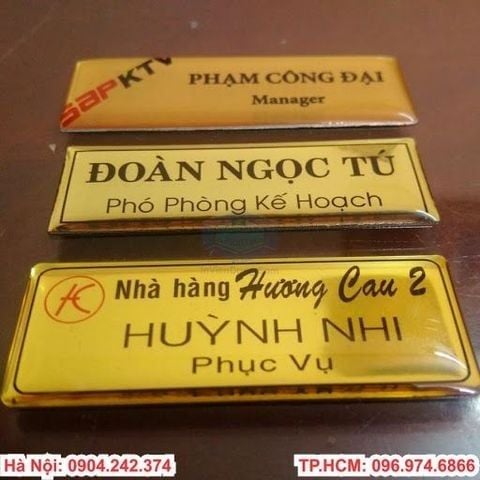 SAPKTV
PHẠM CÔNG ĐẠI
Manager
ĐOÀN NGỌC TÚ
Phó Phòng Kế Hoạch
HC Nhà hàng Hương Cau 2
HUỲNH NHI
Phục Vụ
Hà Nội: 0904.242.374
TP.HCM: 096.974.6866